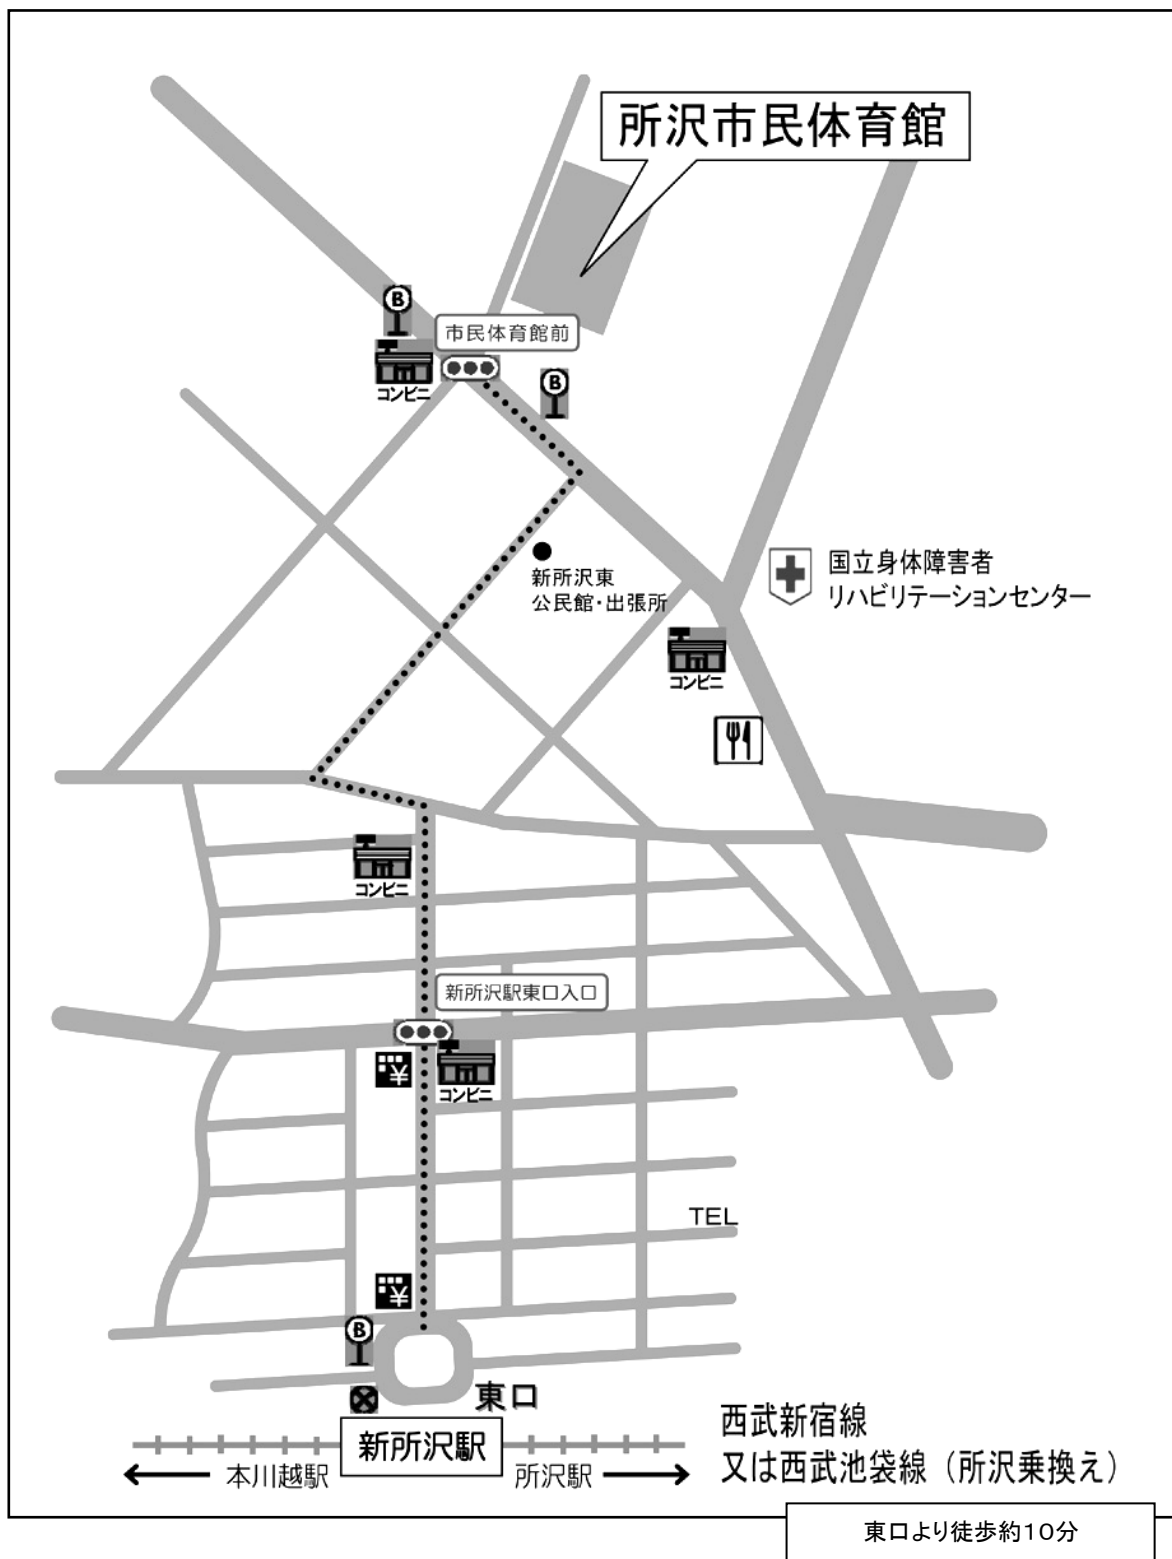 所沢市民体育館
B
市民体育館前
コンビニ
B
新所沢東
公民館・出張所
国立身体障害者
リハビリテーションセンター
コンビニ
コンビニ
新所沢駅東口入口
¥
コンビニ
TEL
¥
B
東口
新所沢駅
本川越駅
所沢駅
西武新宿線
又は西武池袋線（所沢乗換え）
東口より徒歩約10分